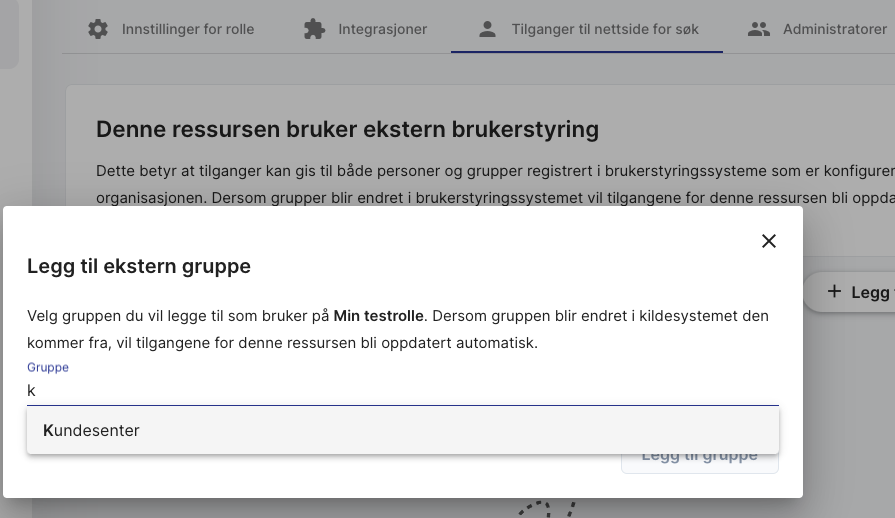 Innstillinger for rolle
Integrasjoner
Tilganger til nettside for søk
Administratorer
Denne ressursen bruker ekstern brukerstyring
Dette betyr at tilganger kan gis til både personer og grupper registrert i brukerstyringssysteme som er
organisasjonen. Dersom grupper blir endret i brukerstyringssystemet vil tilgangene for denne ressursen bli
Legg til ekstern gruppe
Velg gruppen du vil legge til som bruker på Min testrolle. Dersom gruppen blir endret i kildesystemet den
kommer fra, vil tilgangene for denne ressursen bli oppdatert automatisk.
+ Legg
Gruppe
k
Kundesenter
Legg til gruppe